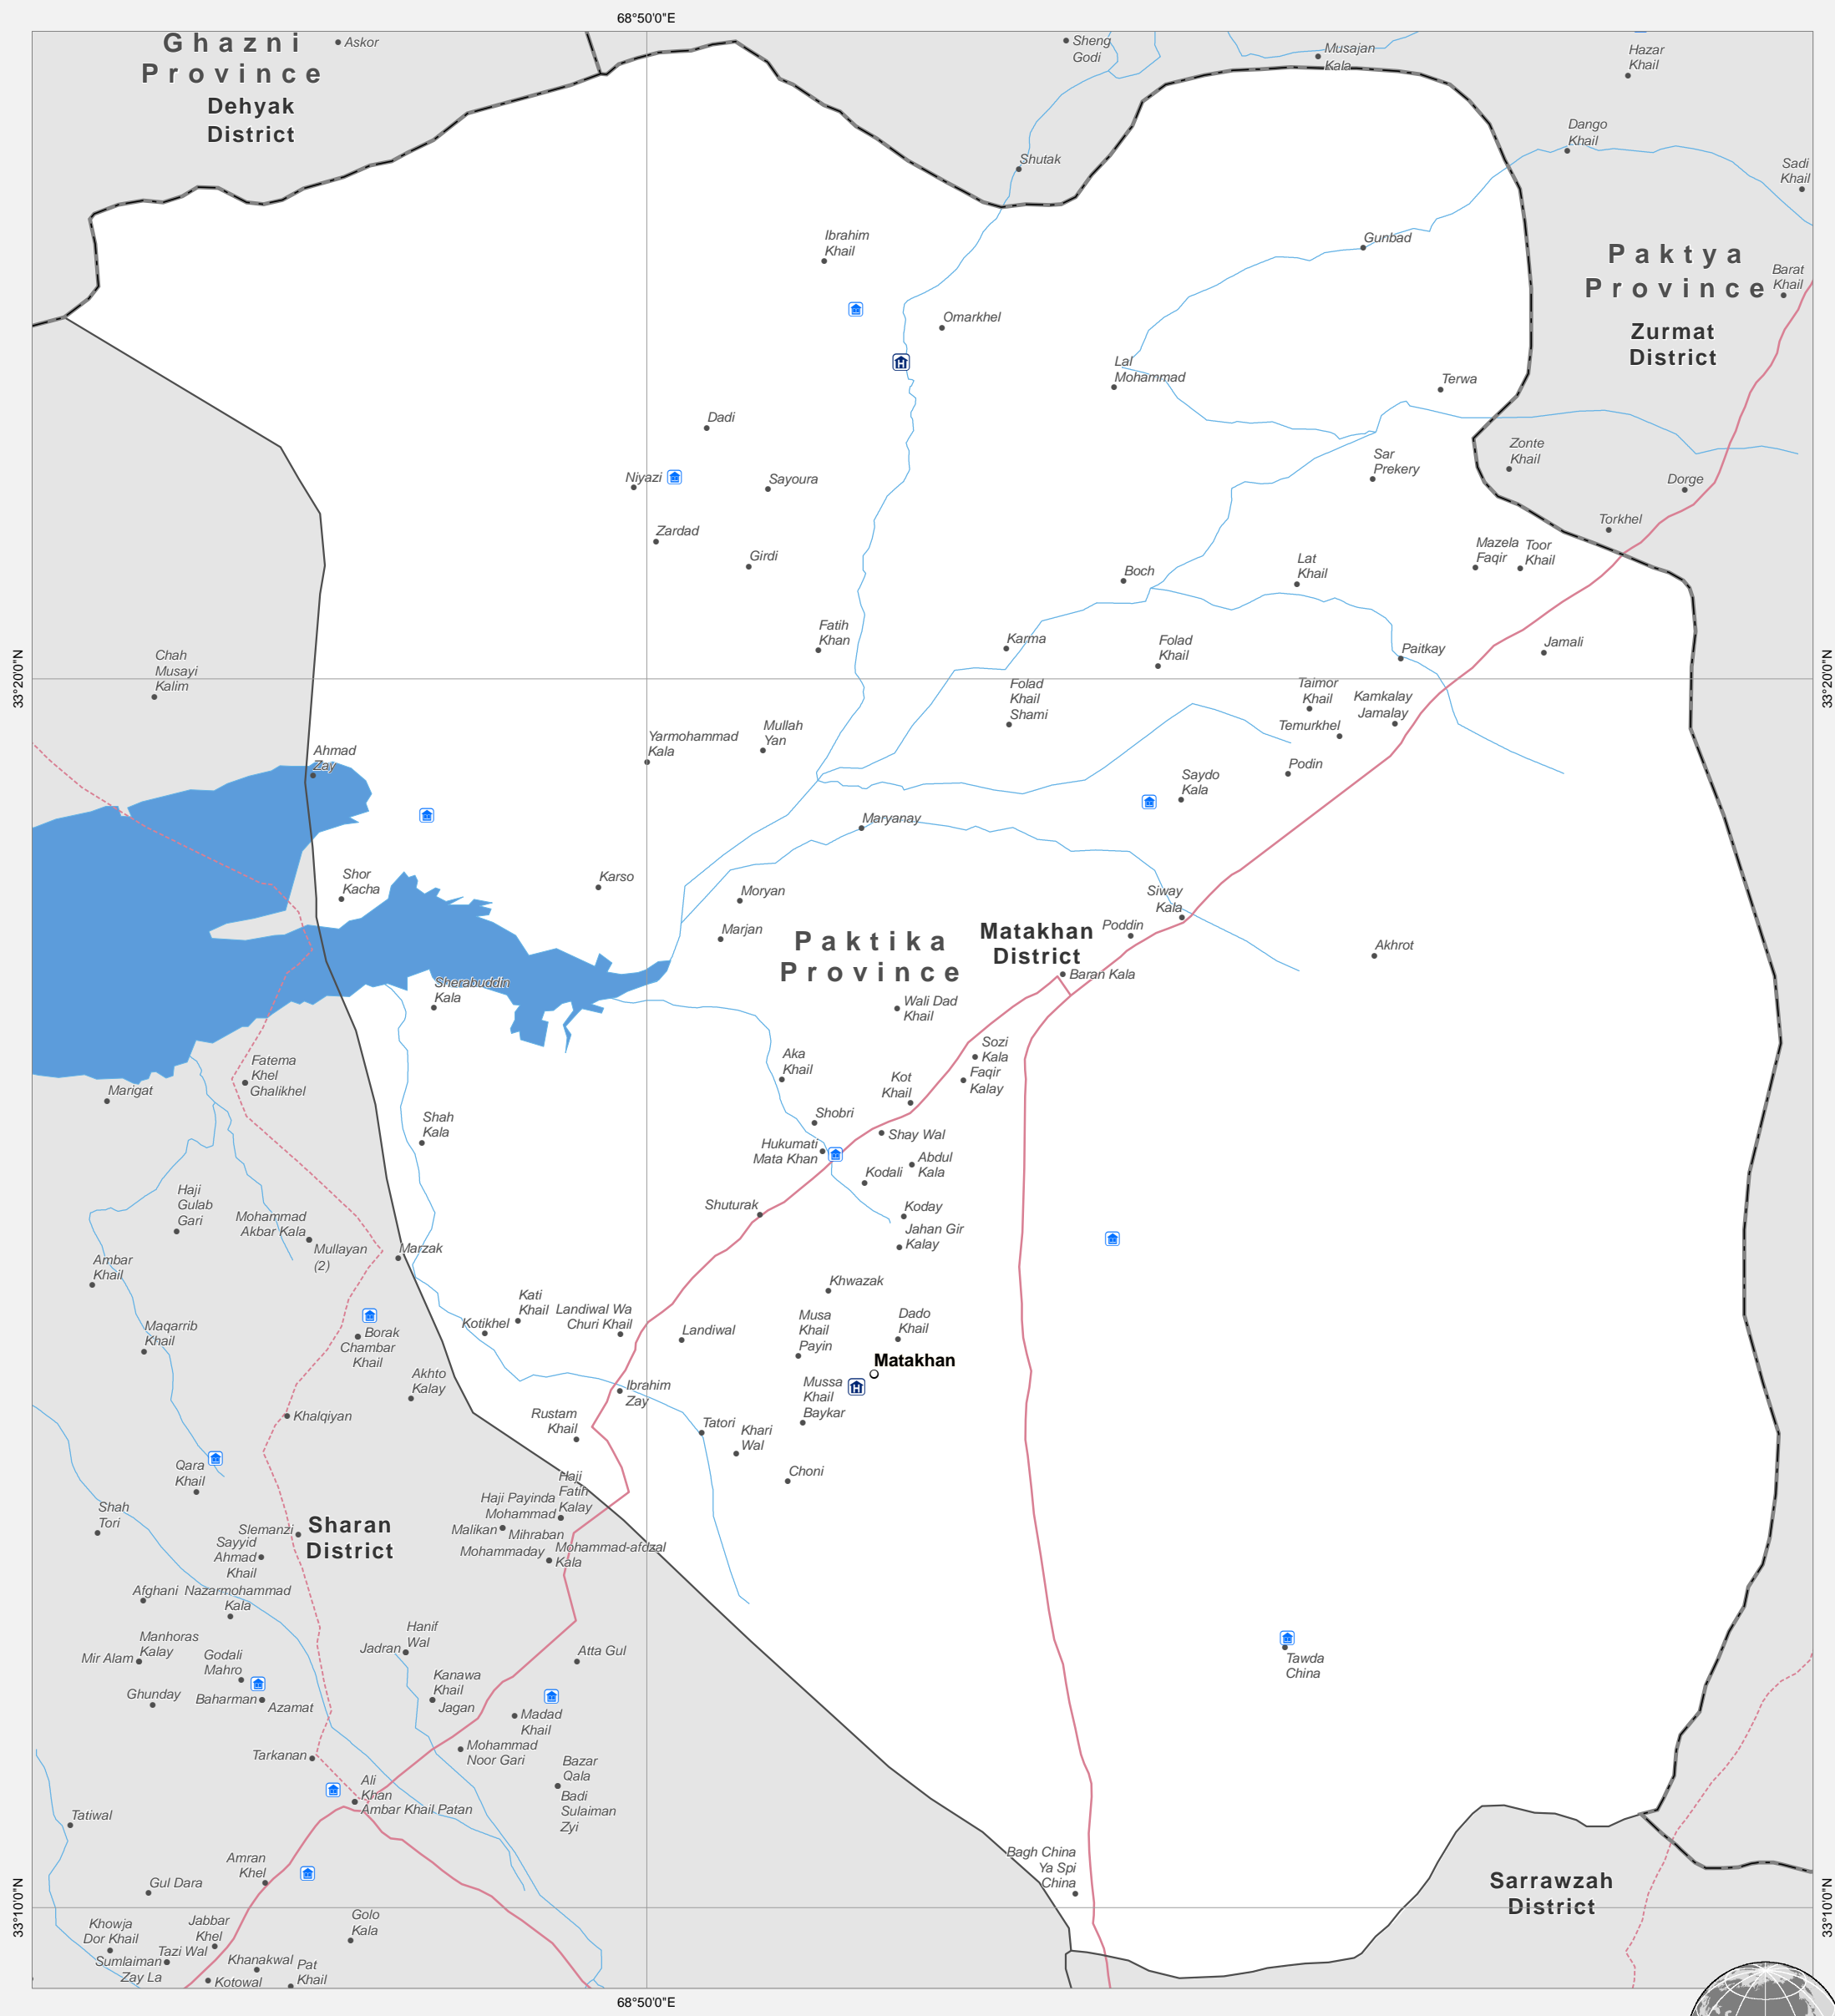 68°50'0"E
Ghazni
Province
Dehyak
District
Askor
Sheng
Godi
Musajan
Kala
Hazar
Khail
Dango
Khail
Sadi
Khail
Shutak
Ibrahim
Khail
Gunbad
Paktya
Province
Zurmat
District
Barat
Khail
Omarkhel
Lal
Mohammad
Terwa
Dadi
Niyazi
Sayoura
Sar
Prekery
Zonte
Khail
Dorge
Torkhel
Zardad
Girdi
Boch
Lat
Khail
Mazela
Faqir
Toor
Khail
Fatih
Khan
Karma
Folad
Khail
Paitkay
Jamali
33°20'0"N
33°20'0"N
Chah
Musayi
Kalim
Folad
Khail
Shami
Taimor
Khail
Kamkalay
Jamalay
Temurkhel
Ahmad
Zay
Yarmohammad
Kala
Mullah
Yan
Podin
Saydo
Kala
Maryanay
Shor
Kacha
Karso
Moryan
Marjan
Siway
Kala
Poddin
Paktika
Province
Matakhan
District
Baran Kala
Akhrot
Sherabuddin
Kala
Wali Dad
Khail
Sozi
Kala
Faqir
Kalay
Aka
Khail
Kot
Khail
Fatema
Khel
Ghalikhel
Marigat
Shah
Kala
Shobri
Shay Wal
Hukumati
Mata Khan
Abdul
Kala
Kodali
Haji
Gulab
Gari
Mohammad
Akbar Kala
Mullayan
(2)
Marzak
Shuturak
Koday
Jahan Gir
Kalay
Ambar
Khail
Khwazak
Kati
Khail
Kotikhel
Landiwal Wa
Churi Khail
Landiwal
Musa
Khail
Payin
Dado
Khail
Maqarrib
Khail
Borak
Chambar
Khail
Matakhan
Akhto
Kalay
Ibrahim
Zay
Mussa
Khail
Baykar
Khalqiyan
Rustam
Khail
Tatori
Khari
Wal
Choni
Qara
Khail
Haji
Fatih
Kalay
Haji Payinda
Mohammad
Malikan
Mihraban
Mohammaday
Mohammad-afdzal
Kala
Shah
Tori
Slemanzi
Sayyid
Ahmad
Khail
Sharan
District
Afghani
Nazarmohammad
Kala
Manhoras
Kalay
Mir Alam
Godali
Mahro
Hanif
Wal
Jadran
Atta Gul
Tawda
China
Kanawa
Khail
Jagan
Ghunday
Baharman
Azamat
Madad
Khail
Mohammad
Noor Gari
Tarkanan
Bazar
Qala
Badi
Sulaiman
Zyi
Ali
Khan
Ambar Khail Patan
Tatiwal
Bagh China
Ya Spi
China
Amran
Khel
Gul Dara
Sarrawzah
District
33°10'0"N
33°10'0"N
Khowja
Dor Khail
Jabbar
Khel
Tazi Wal
Golo
Kala
Sumlaiman
Zay La
Khanakwal
Kotowal
Pat
Khail
68°50'0"E